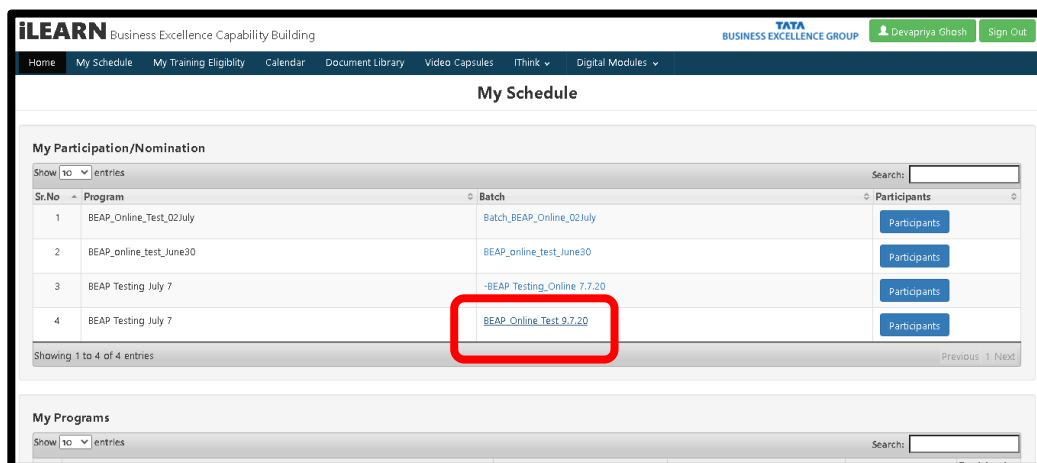 iLEARN Business Excellence Capability Building
TATA
BUSINESS EXCELLENCE GROUP
Devapriya Ghosh
Sign Out
Home My Schedule My Training Eligiblity Calendar Document Library Video Capsules IThink Digital Modules
My Schedule
My Participation/Nomination
Show 10 entries Search:
Sr.No Program Batch Participants
1 BEAP_Online_Test_02July Batch_BEAP_Online_02July Participants
2 BEAP_online_test_June30 BEAP_online_test_June30 Participants
3 BEAP Testing July 7 -BEAP Testing_Online 7.7.20 Participants
4 BEAP Testing July 7 BEAP Online Test 9.7.20 Participants
Showing 1 to 4 of 4 entries Previous 1 Next
My Programs
Show 10 entries Search: